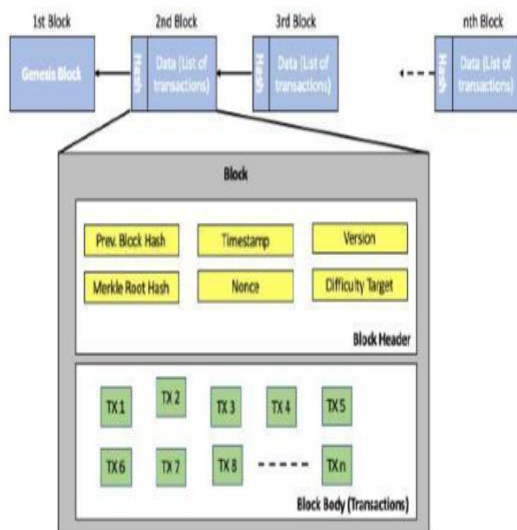 1st Block
2nd Block
3rd Block
nth Block
Genesis Block
Hash
Data (List of
transactions)
Hash
Data (List of
transactions)
Hash
Data (List of
transactions)
Block
Prev. Block Hash
Timestamp
Version
Merkle Root Hash
Nonce
Difficulty Target
Block Header
TX 1
TX 2
TX 3
TX 4
TX 5
TX 6
TX 7
TX 8
TX n
Block Body (Transactions)